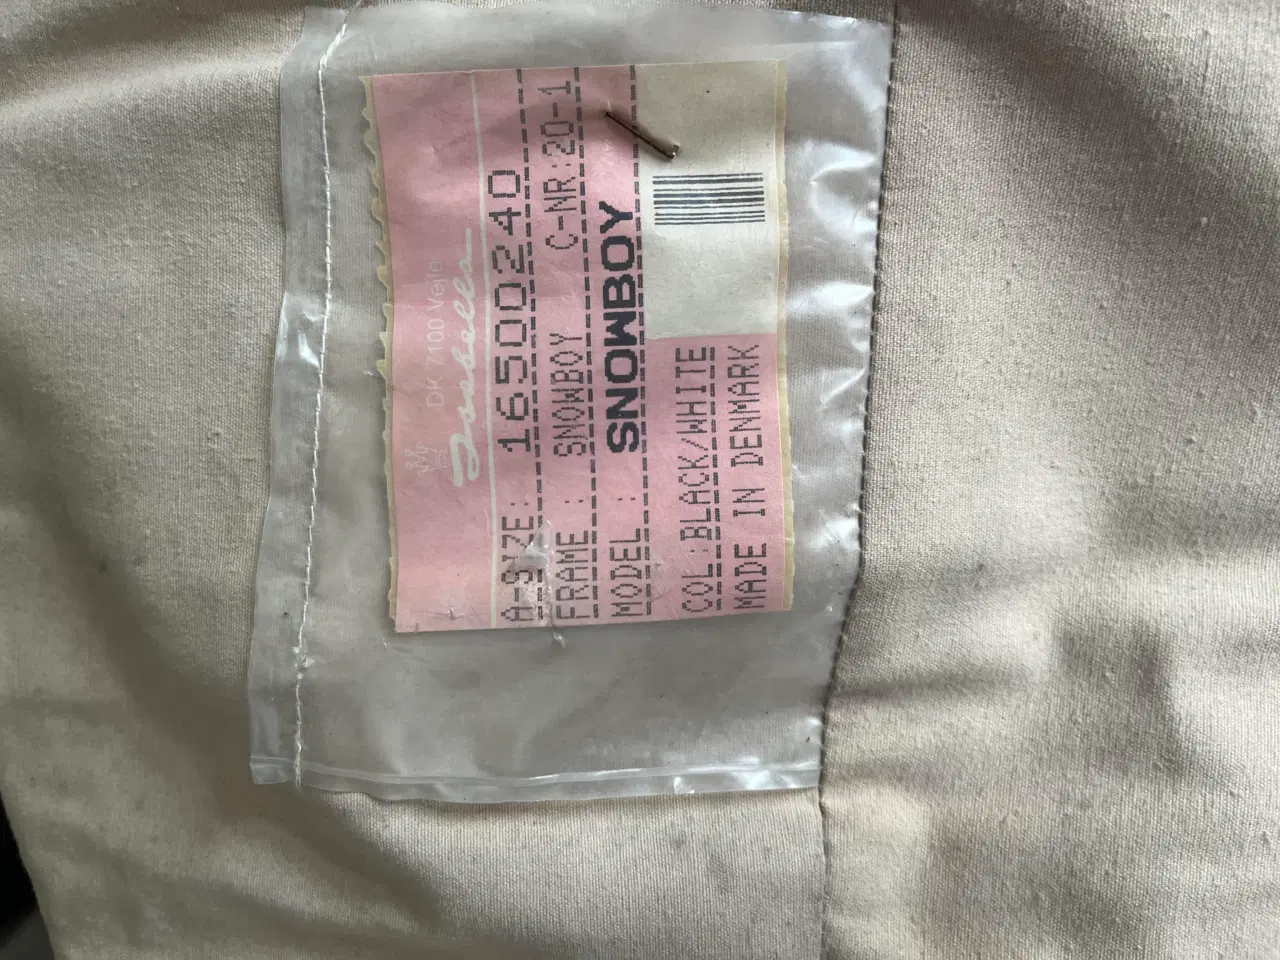 DK 7100 Vejle
Isabella
A-SIZE: 16500240
FRAME : SNOWBOY C-NR:20-1
MODEL : SNOWBOY
COL:BLACK/WHITE
MADE IN DENMARK